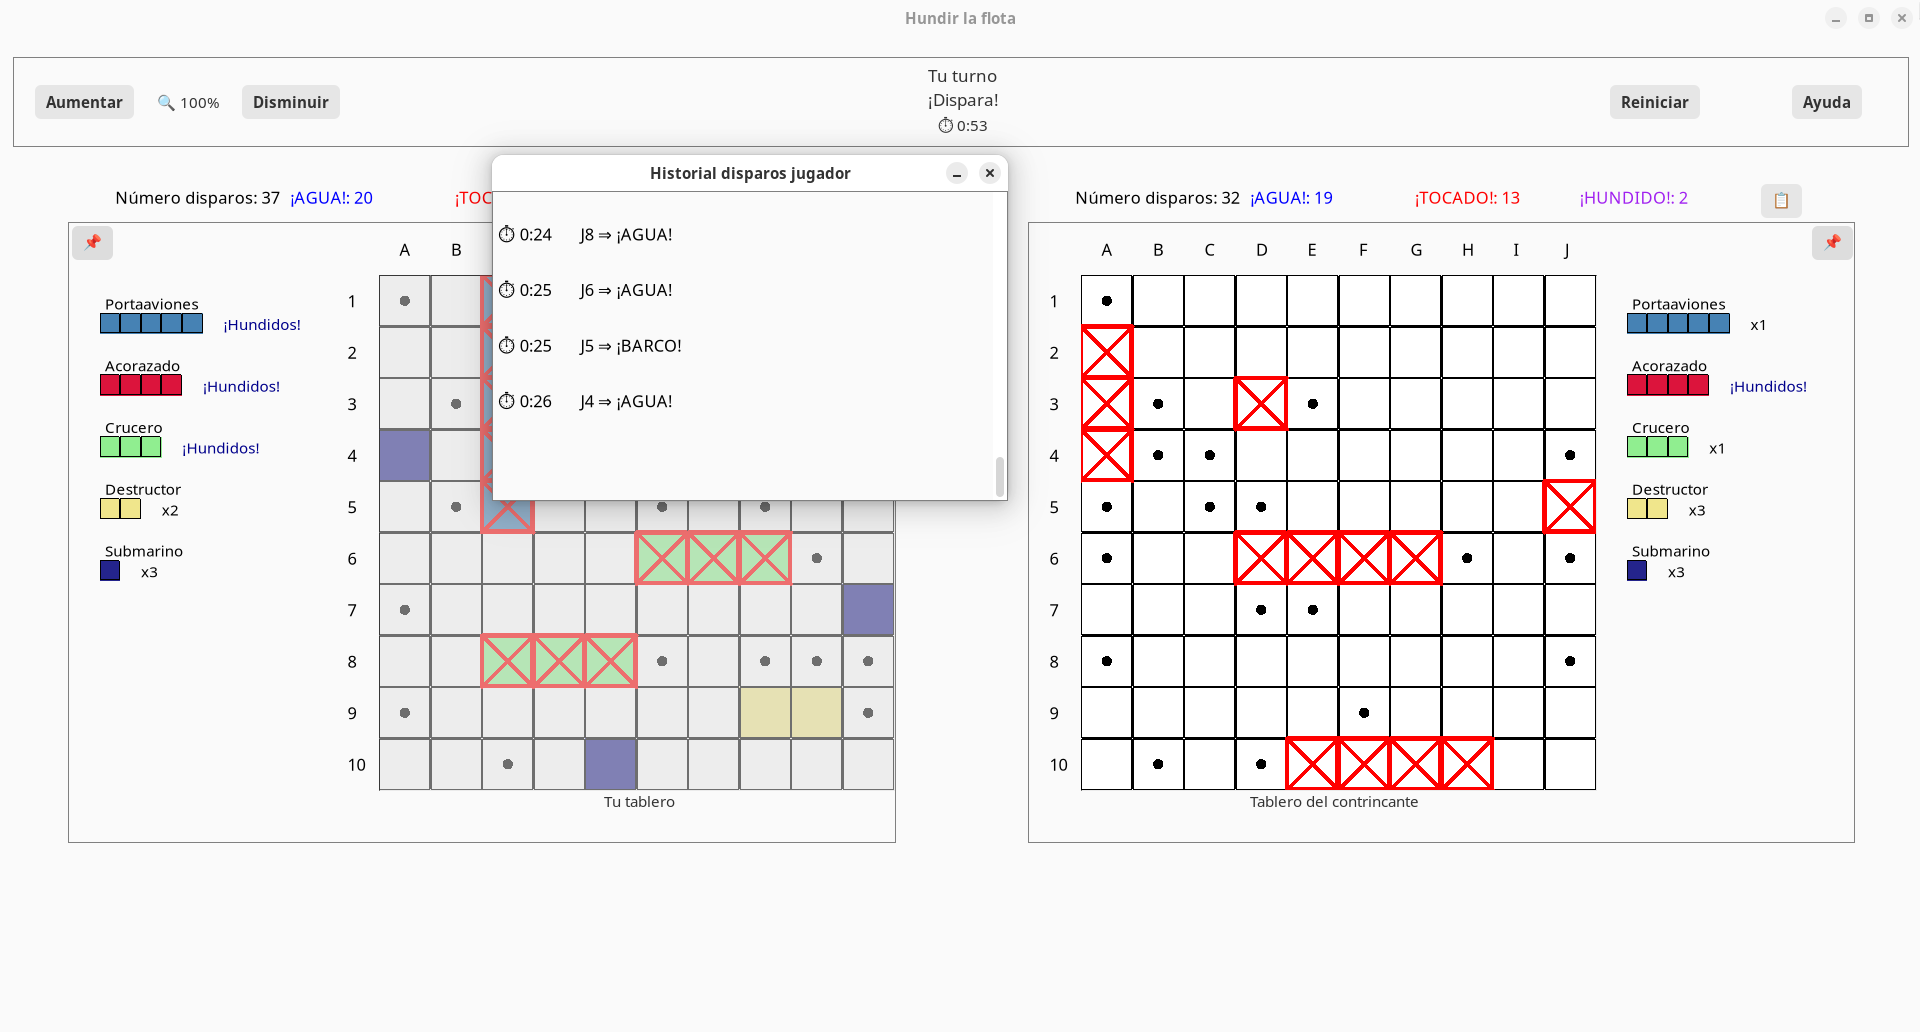 Hundir la flota
Aumentar
🔍 100%
Disminuir
Tu turno
¡Dispara!
⏱ 0:53
Reiniciar
Ayuda
Número disparos: 37 ¡AGUA!: 20
¡TOC
Historial disparos jugador
⏱ 0:24 J8 ⇒ ¡AGUA!
⏱ 0:25 J6 ⇒ ¡AGUA!
⏱ 0:25 J5 ⇒ ¡BARCO!
⏱ 0:26 J4 ⇒ ¡AGUA!
A B
Portaaviones
¡Hundidos!
Acorazado
¡Hundidos!
Crucero
¡Hundidos!
Destructor
x2
Submarino
x3
1
2
3
4
5
6
7
8
9
10
Tu tablero
Número disparos: 32 ¡AGUA!: 19 ¡TOCADO!: 13 ¡HUNDIDO!: 2
A B C D E F G H I J
1
2
3
4
5
6
7
8
9
10
Tablero del contrincante
Portaaviones
x1
Acorazado
¡Hundidos!
Crucero
x1
Destructor
x3
Submarino
x3